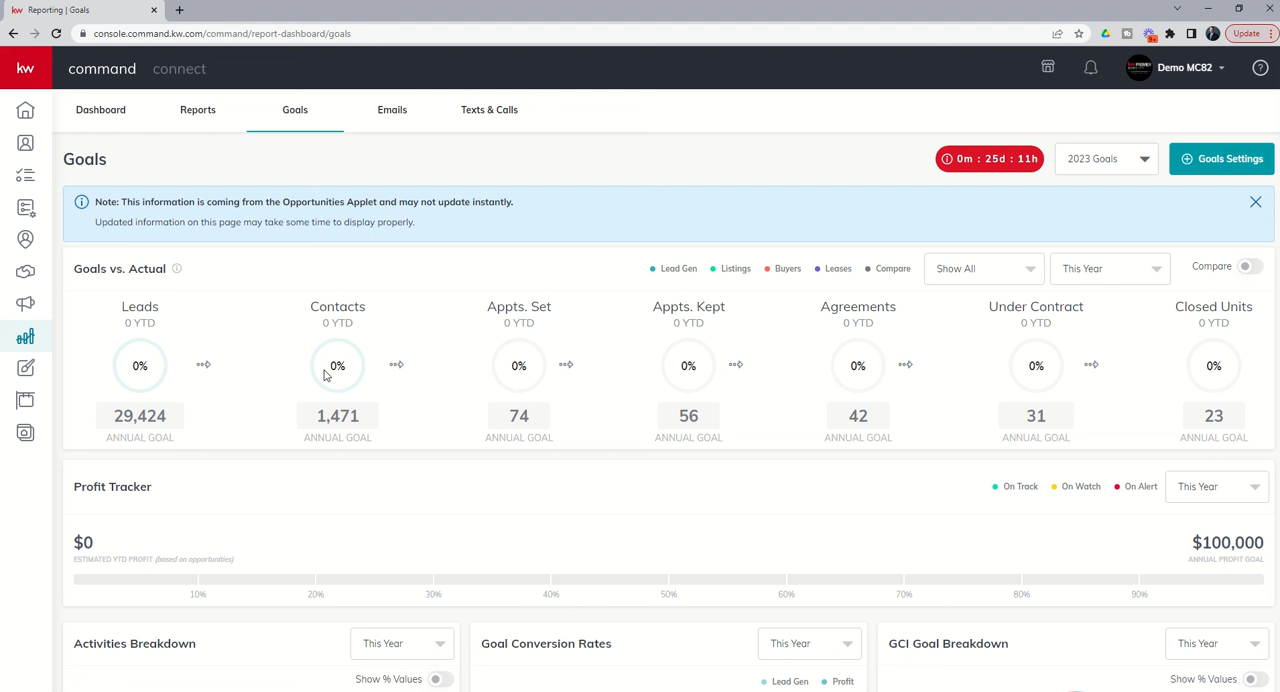 kw Reporting | Goals
console.command.kw.com/command/report-dashboard/goals
9+
Update
kw
command connect
Demo MC82
Dashboard Reports Goals Emails Texts & Calls
Goals
0m : 25d : 11h
2023 Goals
Goals Settings
Note: This information is coming from the Opportunities Applet and may not update instantly.
Updated information on this page may take some time to display properly.
Goals vs. Actual
Lead Gen Listings Buyers Leases Compare
Show All
This Year
Compare
Leads Contacts Appts. Set Appts. Kept Agreements Under Contract Closed Units
0 YTD 0 YTD 0 YTD 0 YTD 0 YTD 0 YTD 0 YTD
0% 0% 0% 0% 0% 0% 0%
29,424 1,471 74 56 42 31 23
ANNUAL GOAL ANNUAL GOAL ANNUAL GOAL ANNUAL GOAL ANNUAL GOAL ANNUAL GOAL ANNUAL GOAL
Profit Tracker
On Track On Watch On Alert
This Year
$0 $100,000
ESTIMATED YTD PROFIT (based on opportunities) ANNUAL PROFIT GOAL
10% 20% 30% 40% 50% 60% 70% 80% 90%
Activities Breakdown This Year
Show % Values
Goal Conversion Rates This Year
Lead Gen Profit
GCI Goal Breakdown This Year
Show % Values